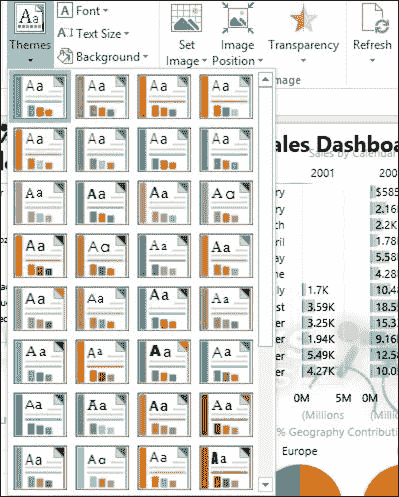 Themes
A Font
Text Size
Background
Set
Image
Image
Position
Transparency
Refresh
Aa Aa Aa Aa
Aa Aa Aa Aa
Aa Aa Aa Aa
Aa Aa Aa Aa
Aa Aa Aa Aa
Aa Aa Aa Aa
Aa Aa Aa Aa
Aa Aa Aa Aa
ales Dashboa
Sales by Calendar
2001 200
ry $585
ry 2.16
ch 2.2K
ril 1.78
ay 5.58
ne 4.28
ly 1.7K 10.4
st 3.59K 18.5
er 3.25K 15.3
er 1.94K 9.16
er 5.49K 12.5
er 4.27K 10.0
0M 5M 0M
(Millions (Millions
% Geography Contributi
Europe